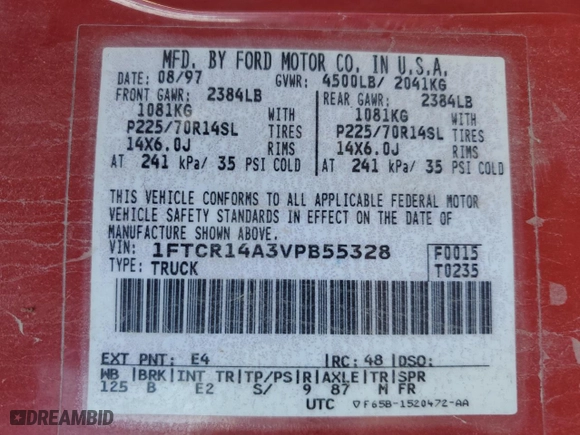 MFD. BY FORD MOTOR CO. IN U.S.A.
DATE: 08/97 GVWR: 4500LB/ 2041KG
FRONT GAWR: 2384LB REAR GAWR: 2384LB
1081KG WITH 1081KG WITH
P225/70R14SL TIRES P225/70R14SL TIRES
14X6.0J RIMS 14X6.0J RIMS
AT 241 kPa/ 35 PSI COLD AT 241 kPa/ 35 PSI COLD
THIS VEHICLE CONFORMS TO ALL APPLICABLE FEDERAL MOTOR
VEHICLE SAFETY STANDARDS IN EFFECT ON THE DATE OF
MANUFACTURE SHOWN ABOVE.
VIN: 1FTCR14A3VPB55328 F0015
TYPE: TRUCK T0235
EXT PNT: E4 RC: 48 DSO:
WB BRK INT TR TP/PS R AXLE TR SPR
125 B E2 S/ 9 87 M FR
UTC ▽F65B-1520472-AA
DREAMBID